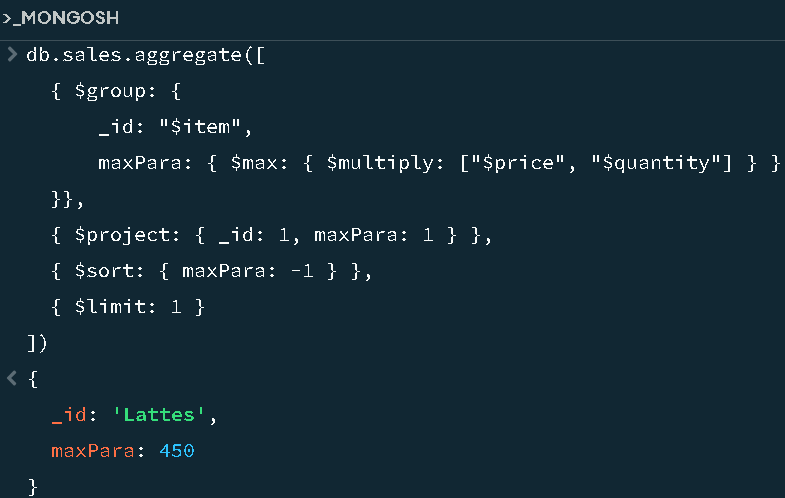 >_MONGOSH
> db.sales.aggregate([
{ $group: {
_id: "$item",
maxPara: { $max: { $multiply: ["$price", "$quantity"] } }
}},
{ $project: { _id: 1, maxPara: 1 } },
{ $sort: { maxPara: -1 } },
{ $limit: 1 }
])
< {
_id: 'Lattes',
maxPara: 450
}